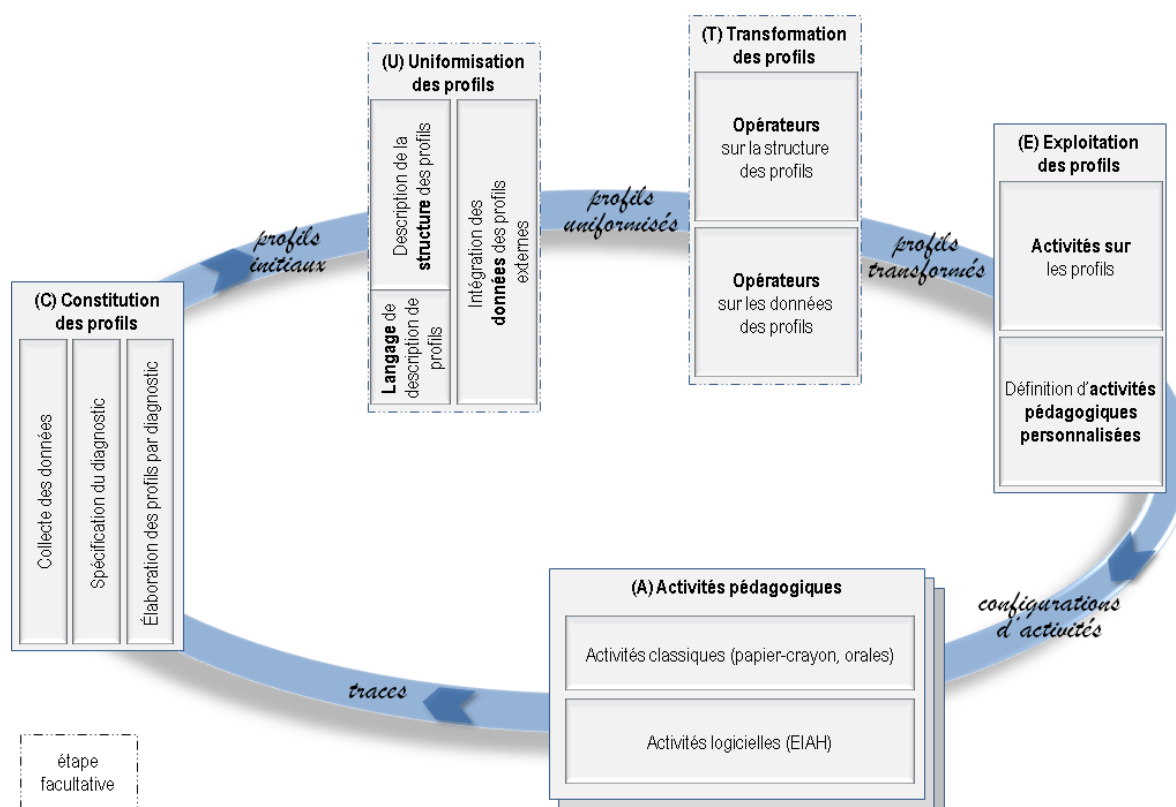 (C) Constitution
des profils
Collecte des données
Spécification du diagnostic
Élaboration des profils par diagnostic
profils
initiaux
(U) Uniformisation
des profils
Description de la
structure des profils
Langage de
description de
profils
Intégration des
données des profils
externes
profils
uniformisés
(T) Transformation
des profils
Opérateurs
sur la structure
des profils
Opérateurs
sur les données
des profils
profils
transformés
(E) Exploitation
des profils
Activités sur
les profils
Définition d'activités
pédagogiques
personnalisées
configurations
d'activités
(A) Activités pédagogiques
Activités classiques (papier-crayon, orales)
Activités logicielles (EIAH)
traces
étape
facultative